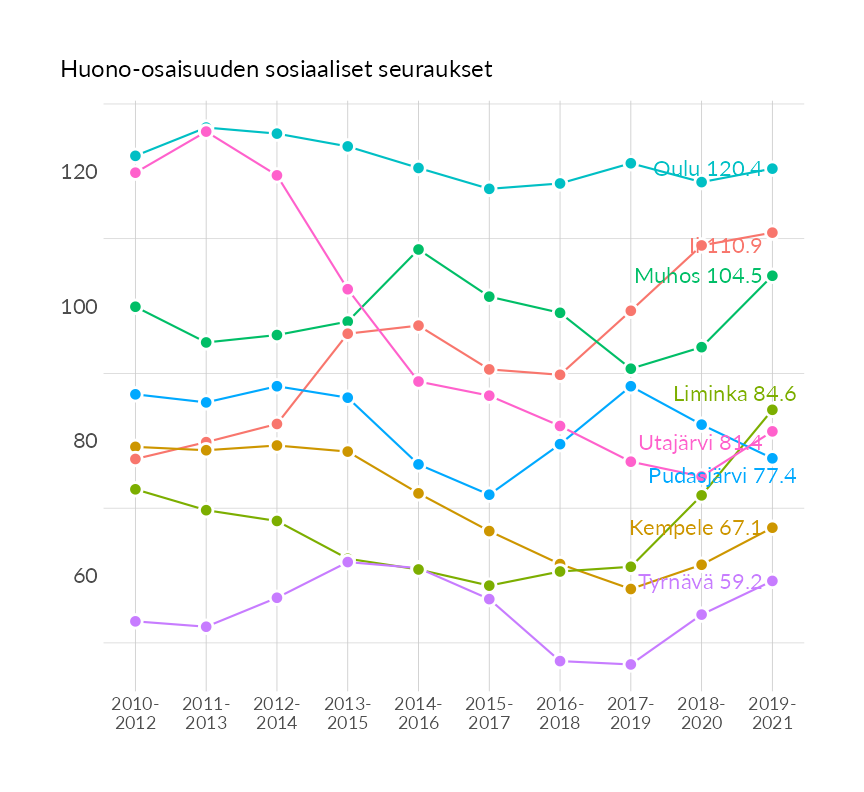 Huono-osaisuuden sosiaaliset seuraukset
120
100
80
60
Oulu 120.4
Ii 110.9
Muhos 104.5
Liminka 84.6
Utajärvi 81.4
Pudasjärvi 77.4
Kempele 67.1
Tyrnävä 59.2
2010-
2012
2011-
2013
2012-
2014
2013-
2015
2014-
2016
2015-
2017
2016-
2018
2017-
2019
2018-
2020
2019-
2021